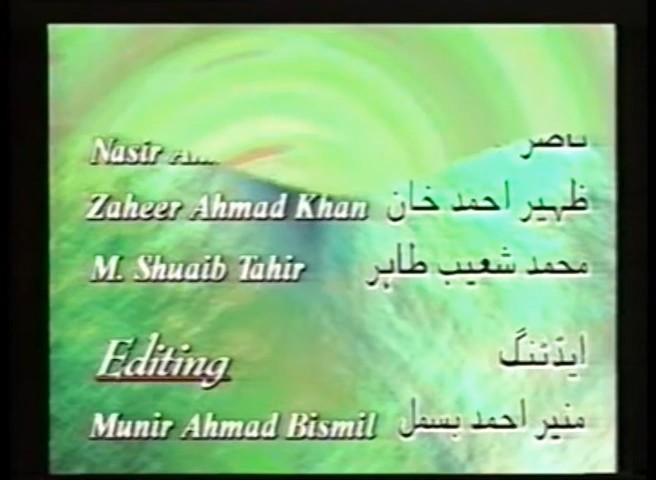 Nasir ناصر
Zaheer Ahmad Khan ظہیر احمد خان
M. Shuaib Tahir محمد شعیب طاہر
Editing ایڈٹنگ
Munir Ahmad Bismil منیر احمد بسمل